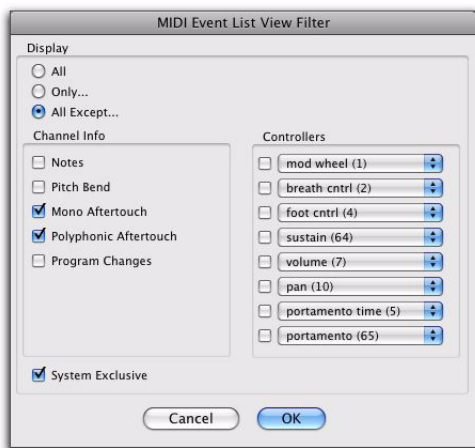 MIDI Event List View Filter
Display
All
Only...
All Except...
Channel Info
Notes
Pitch Bend
Mono Aftertouch
Polyphonic Aftertouch
Program Changes
Controllers
mod wheel (1)
breath cntrl (2)
foot cntrl (4)
sustain (64)
volume (7)
pan (10)
portamento time (5)
portamento (65)
System Exclusive
Cancel
OK